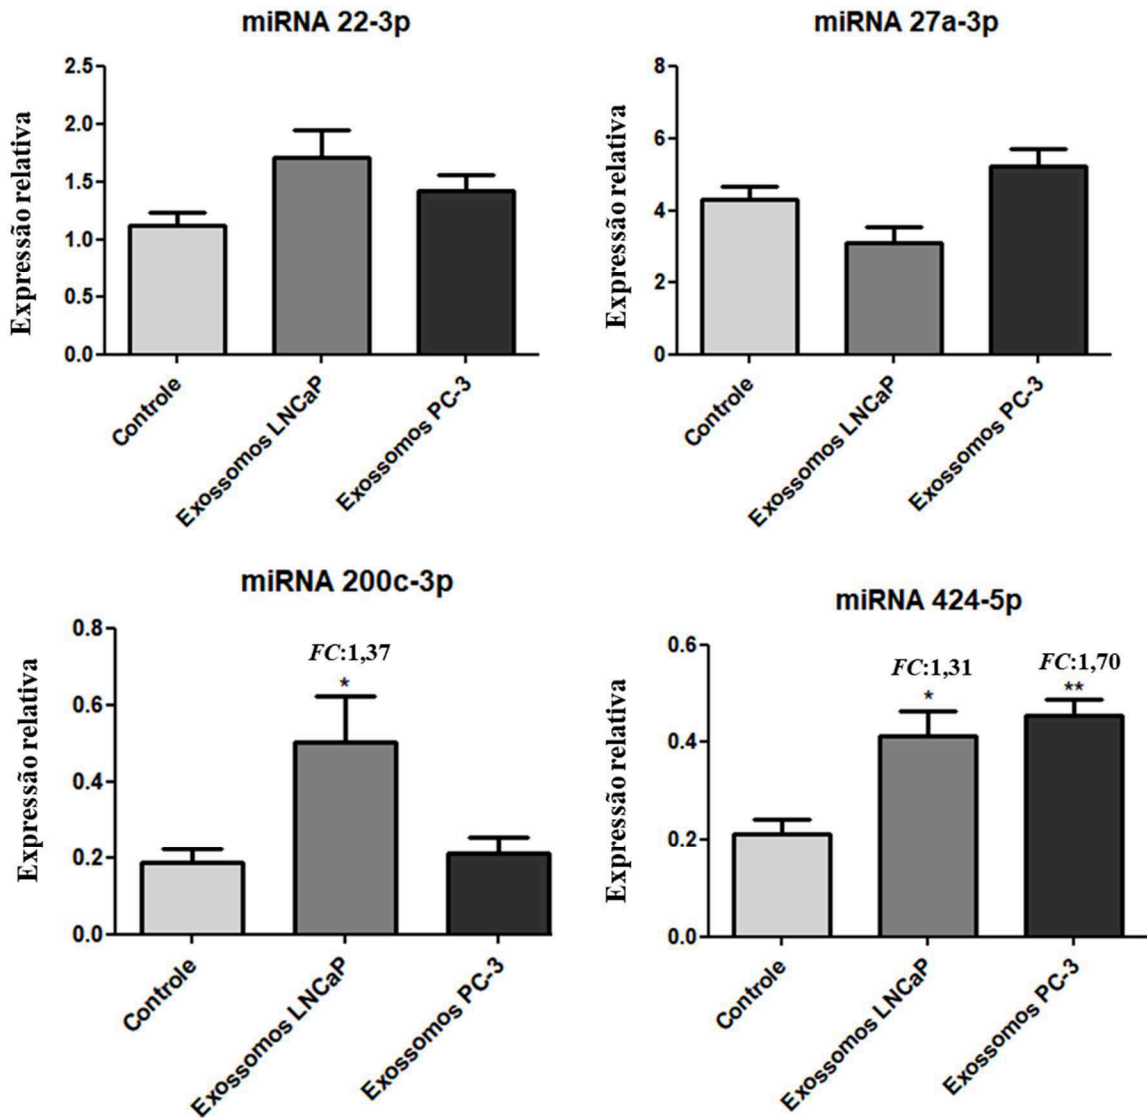 miRNA 22-3p
Expressão relativa
2.5
2.0
1.5
1.0
0.5
0.0
Controle
Exossomos LNCaP
Exossomos PC-3
miRNA 27a-3p
Expressão relativa
8
6
4
2
0
Controle
Exossomos LNCaP
Exossomos PC-3
miRNA 200c-3p
Expressão relativa
0.8
0.6
0.4
0.2
0.0
FC:1,37
*
Controle
Exossomos LNCaP
Exossomos PC-3
miRNA 424-5p
Expressão relativa
0.6
0.4
0.2
0.0
FC:1,31
*
FC:1,70
**
Controle
Exossomos LNCaP
Exossomos PC-3